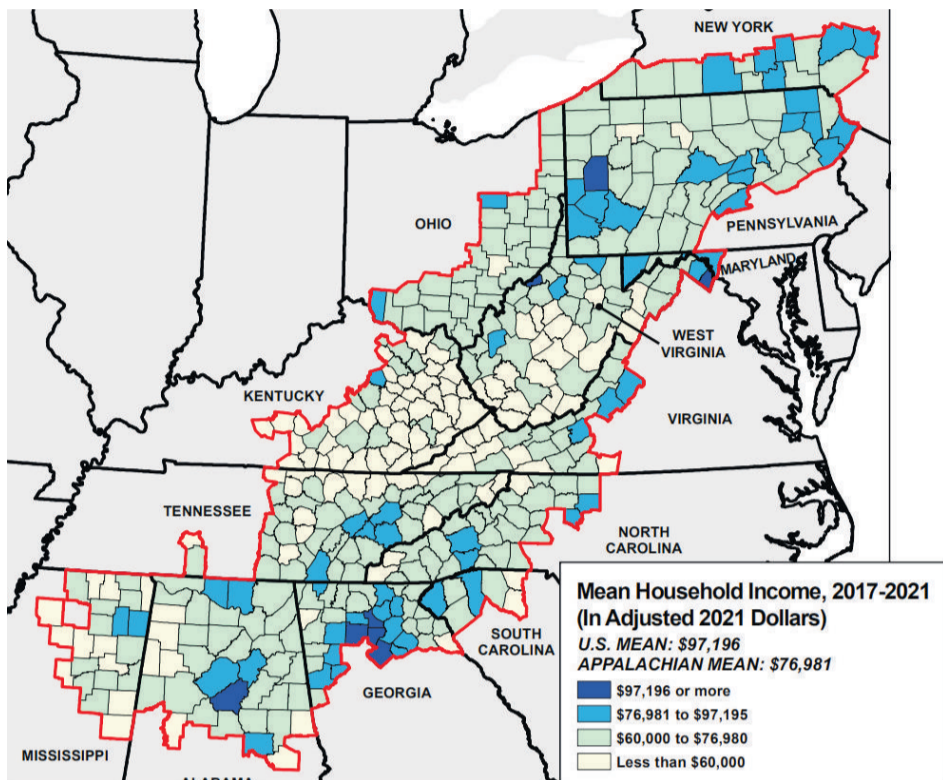 NEW YORK
OHIO
PENNSYLVANIA
MARYLAND
WEST
VIRGINIA
KENTUCKY
VIRGINIA
TENNESSEE
NORTH
CAROLINA
SOUTH
CAROLINA
GEORGIA
MISSISSIPPI
ALABAMA
Mean Household Income, 2017-2021
(In Adjusted 2021 Dollars)
U.S. MEAN: $97,196
APPALACHIAN MEAN: $76,981
$97,196 or more
$76,981 to $97,195
$60,000 to $76,980
Less than $60,000